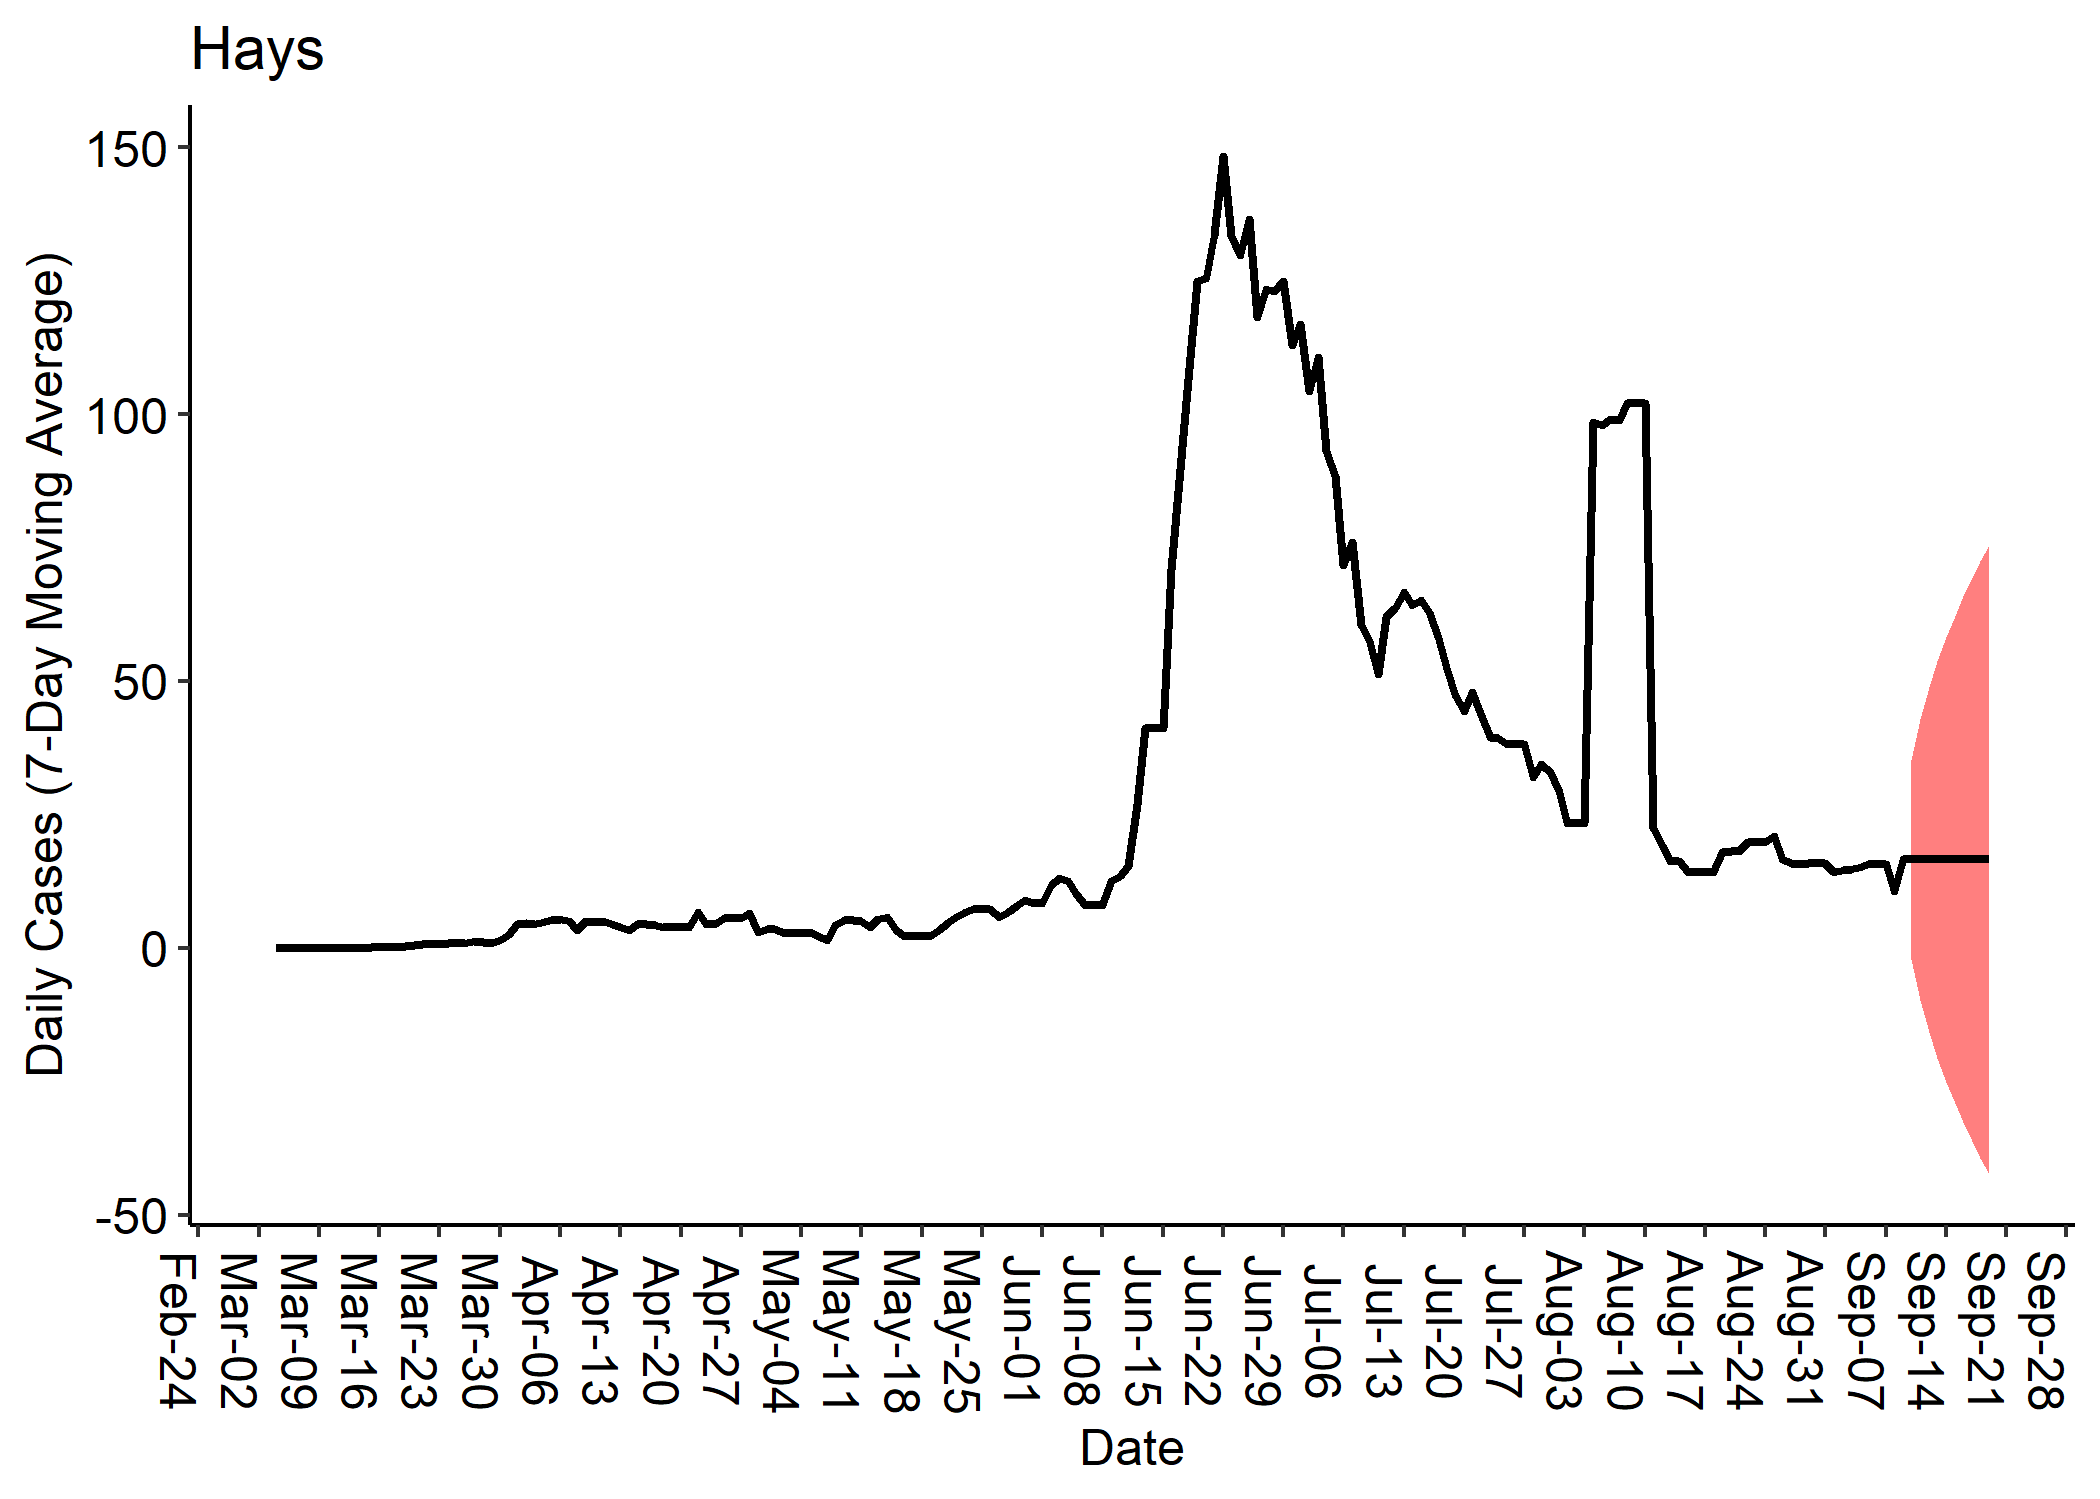 Hays
Daily Cases (7-Day Moving Average)
150
100
50
0
-50
Feb-24
Mar-02
Mar-09
Mar-16
Mar-23
Mar-30
Apr-06
Apr-13
Apr-20
Apr-27
May-04
May-11
May-18
May-25
Jun-01
Jun-08
Jun-15
Jun-22
Jun-29
Jul-06
Jul-13
Jul-20
Jul-27
Aug-03
Aug-10
Aug-17
Aug-24
Aug-31
Sep-07
Sep-14
Sep-21
Sep-28
Date